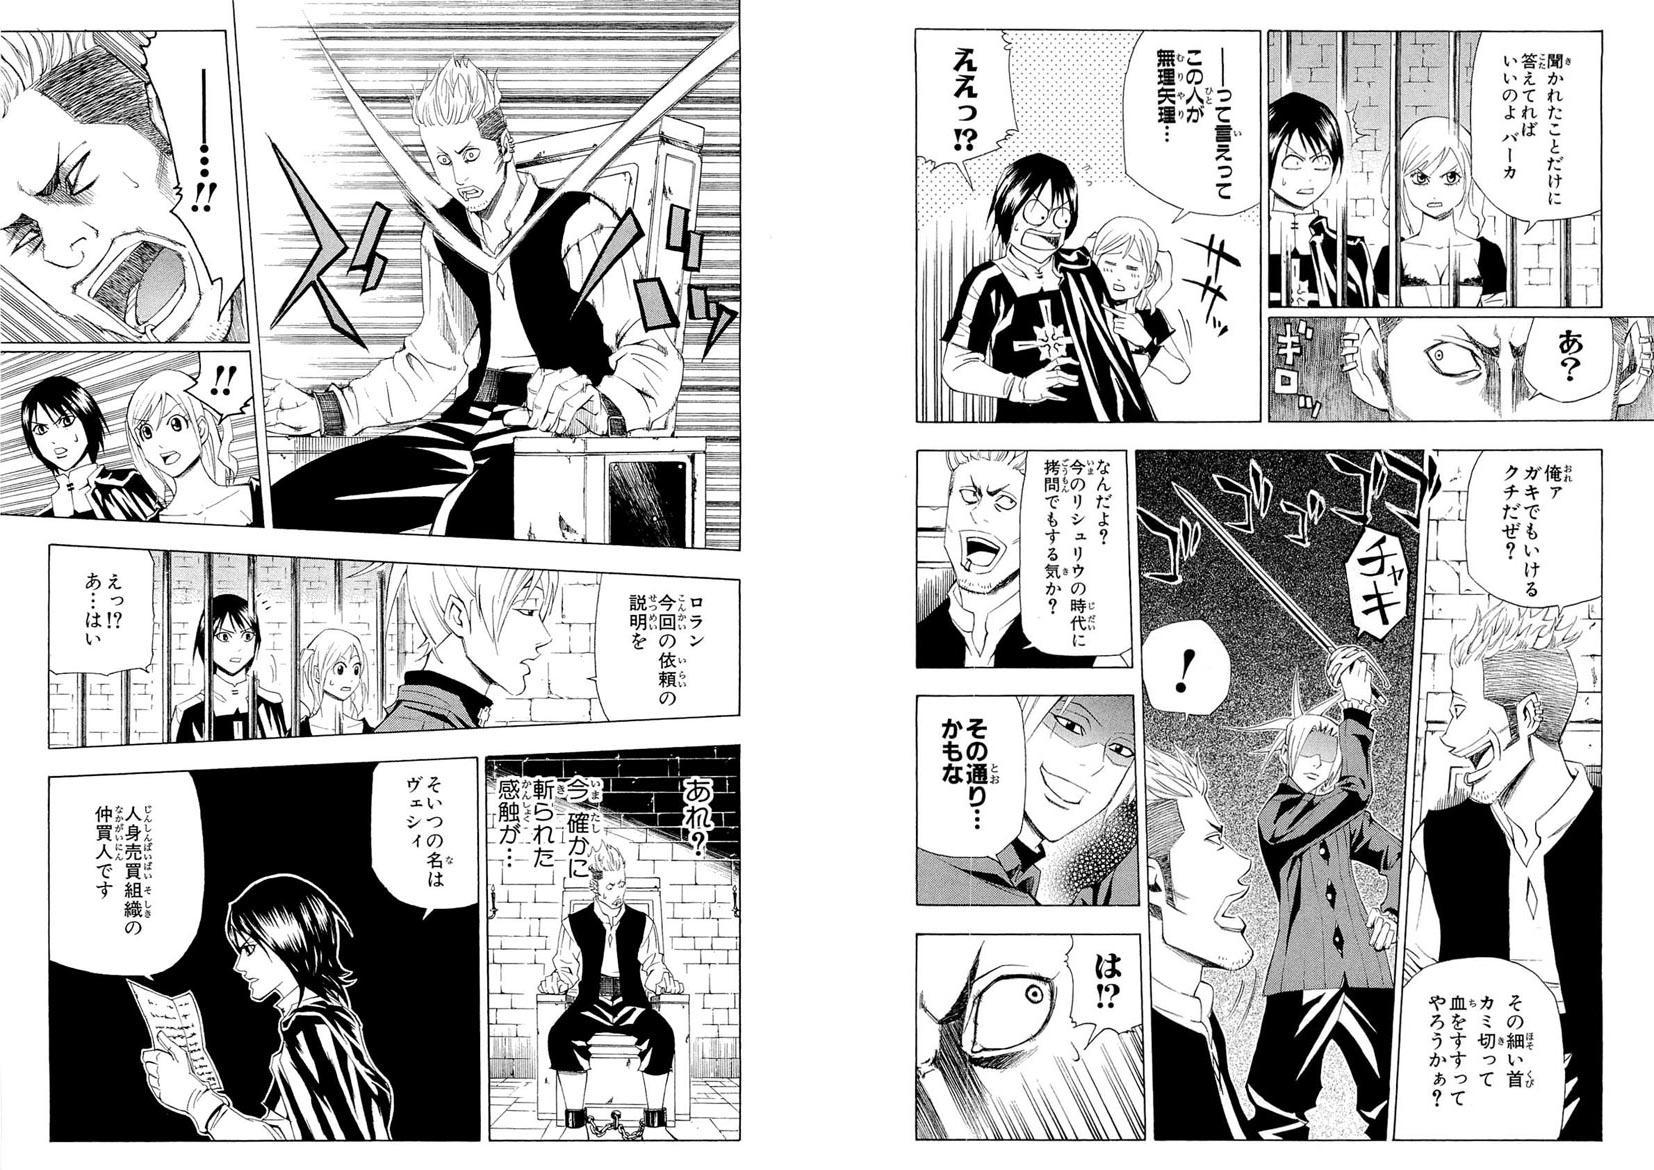 聞かれたことだけに
答えてれば
いいのよ バーカ
――って言えって
この人が
無理矢理…
ええっ!?
あ?
ギロッ
俺ァ
ガキでもいける
クチだぜ?
その細い首
カミ切って
血をすすって
やろうかぁ?
チャキ
ゴゴゴゴ
!
なんだよ?
今のリシュリウの時代に
拷問でもする気か?
その通り…
かもな
は!?
――…!!
!!
ロラン
今回の依頼の
説明を
えっ!?
あ…はい
あれ?
今 確かに
斬られた
感触が…
そいつの名は
ヴェシィ
人身売買組織の
仲買人です